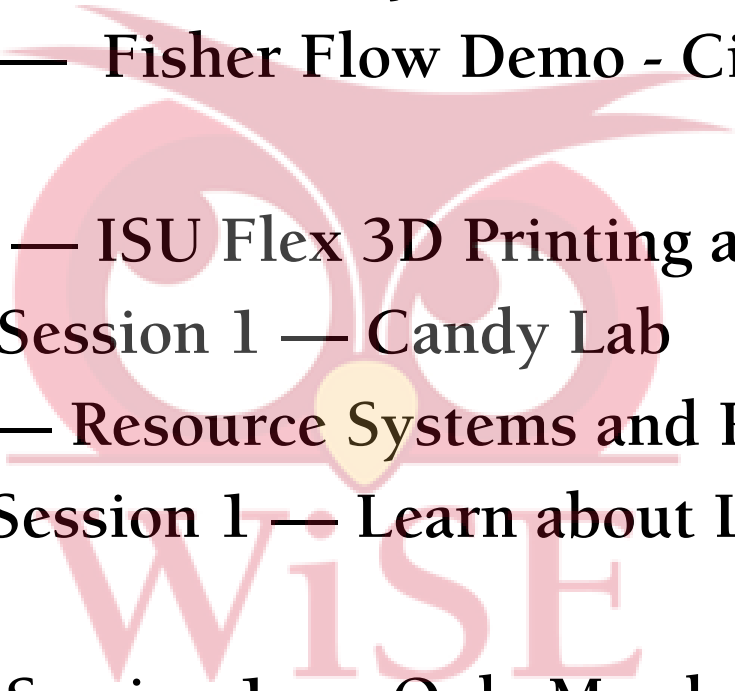 — Fisher Flow Demo -
— ISU Flex 3D Printing
Session 1 — Candy Lab
— Resource Systems and
Session 1 — Learn about
WiSE